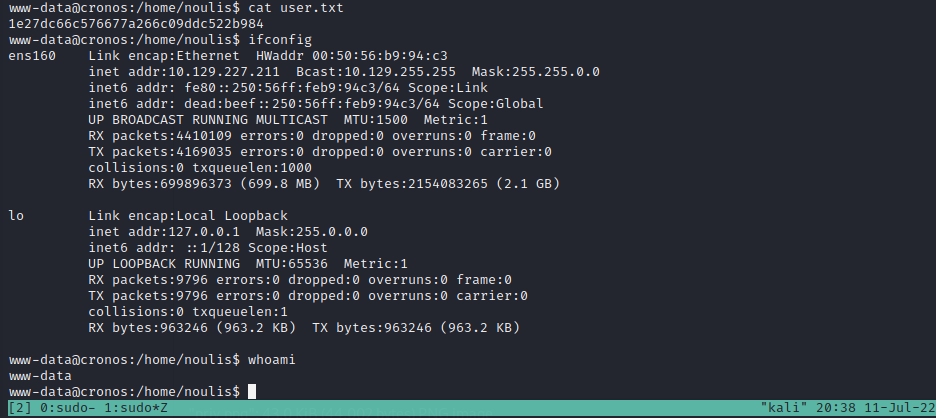 www-data@cronos:/home/noulis$ cat user.txt
1e27dc66c576677a266c09ddc522b984
www-data@cronos:/home/noulis$ ifconfig
ens160    Link encap:Ethernet  HWaddr 00:50:56:b9:94:c3
          inet addr:10.129.227.211  Bcast:10.129.255.255  Mask:255.255.0.0
          inet6 addr: fe80::250:56ff:feb9:94c3/64 Scope:Link
          inet6 addr: dead:beef::250:56ff:feb9:94c3/64 Scope:Global
          UP BROADCAST RUNNING MULTICAST  MTU:1500  Metric:1
          RX packets:4410109 errors:0 dropped:0 overruns:0 frame:0
          TX packets:4169035 errors:0 dropped:0 overruns:0 carrier:0
          collisions:0 txqueuelen:1000
          RX bytes:699896373 (699.8 MB)  TX bytes:2154083265 (2.1 GB)
lo        Link encap:Local Loopback
          inet addr:127.0.0.1  Mask:255.0.0.0
          inet6 addr: ::1/128 Scope:Host
          UP LOOPBACK RUNNING  MTU:65536  Metric:1
          RX packets:9796 errors:0 dropped:0 overruns:0 frame:0
          TX packets:9796 errors:0 dropped:0 overruns:0 carrier:0
          collisions:0 txqueuelen:1
          RX bytes:963246 (963.2 KB)  TX bytes:963246 (963.2 KB)
www-data@cronos:/home/noulis$ whoami
www-data
www-data@cronos:/home/noulis$
[2] 0:sudo- 1:sudo*Z "kali" 20:38 11-Jul-22